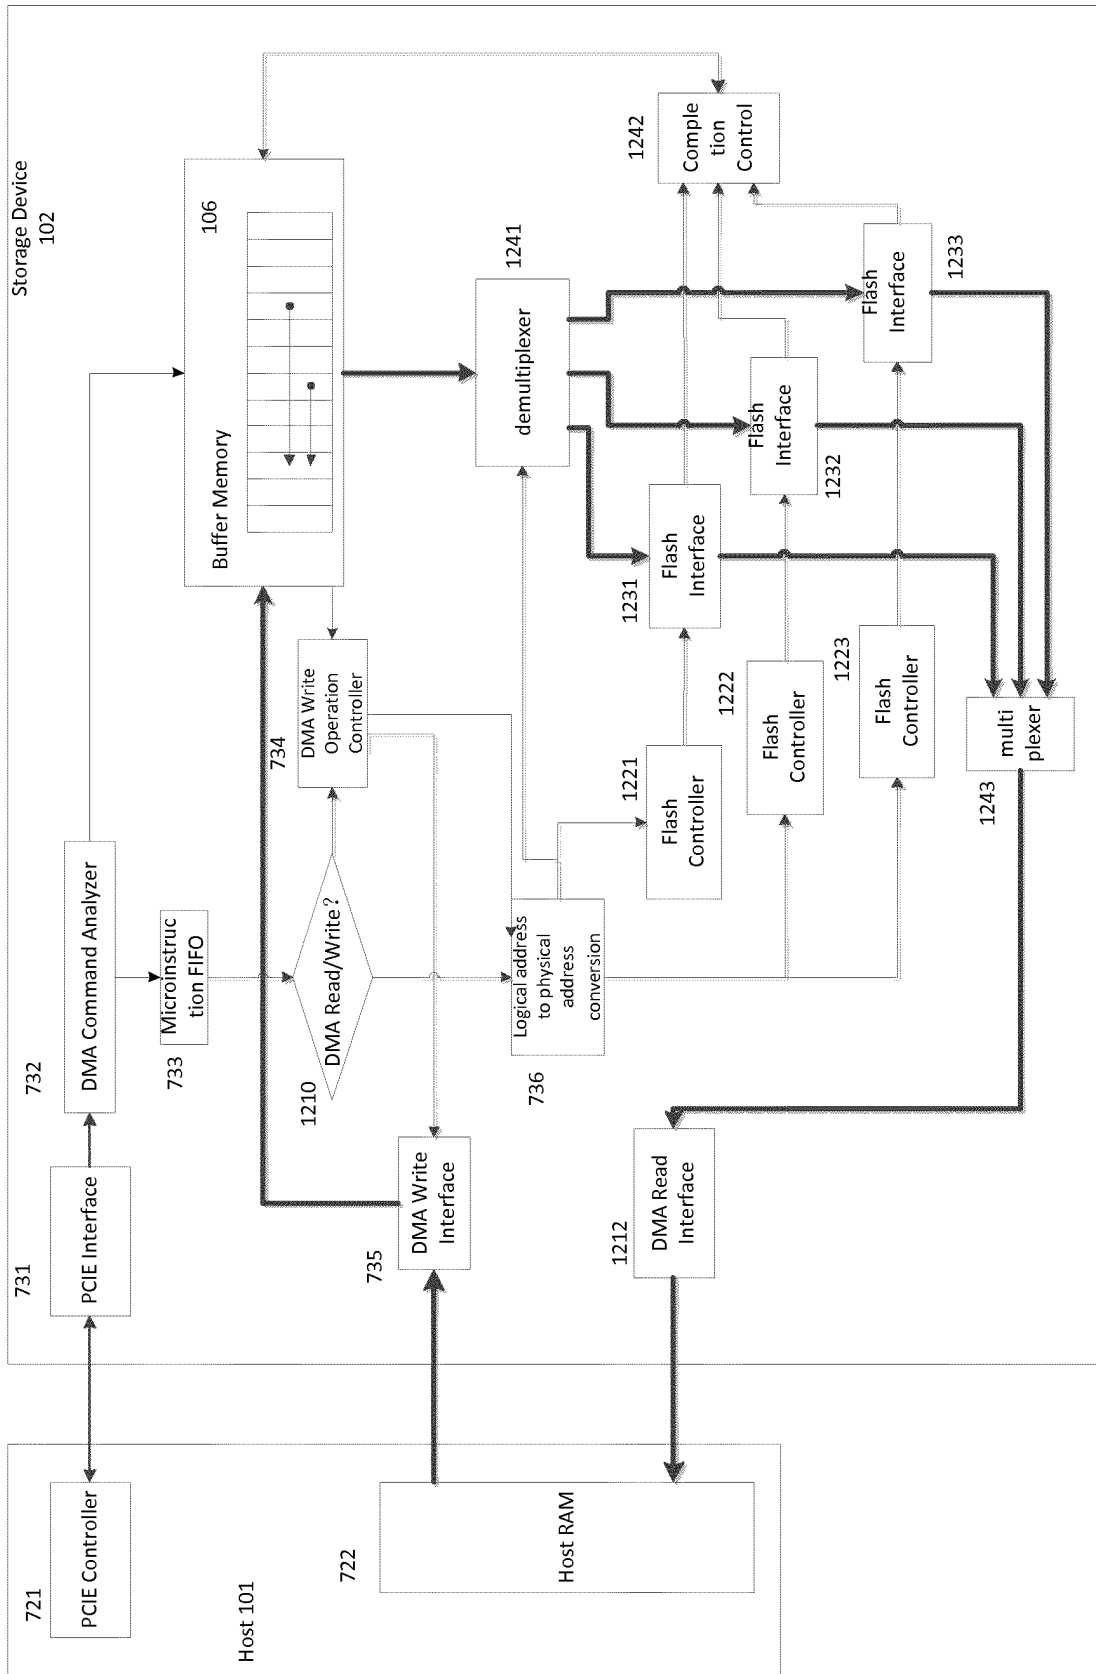 Storage Device
102
721
PCIE Controller
Host 101
722
Host RAM
731
PCIE Interface
732
DMA Command Analyzer
733
Microinstruc
tion FIFO
1210
DMA Read/Write?
734
DMA Write
Operation
Controller
735
DMA Write
Interface
Buffer Memory
106
736
Logical address
to physical
address
conversion
demultiplexer
1241
1242
Comple
tion
Control
1221
Flash
Controller
1222
Flash
Controller
1223
Flash
Controller
1231
Flash
Interface
1232
Flash
Interface
1233
Flash
Interface
1212
DMA Read
Interface
1243
multi
plexer